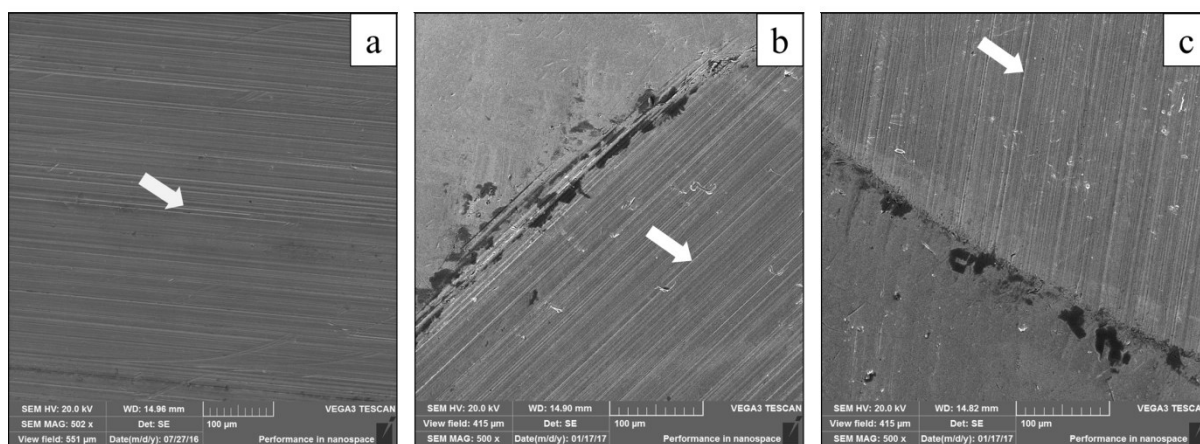 a
SEM HV: 20.0 kV WD: 14.96 mm VEGA3 TESCAN
SEM MAG: 502 x Det: SE 100 µm
View field: 551 µm Date(m/d/y): 07/27/16 Performance in nanospace
b
SEM HV: 20.0 kV WD: 14.90 mm VEGA3 TESCAN
View field: 415 µm Det: SE 100 µm
SEM MAG: 500 x Date(m/d/y): 01/17/17 Performance in nanospace
c
SEM HV: 20.0 kV WD: 14.82 mm VEGA3 TESCAN
View field: 415 µm Det: SE 100 µm
SEM MAG: 500 x Date(m/d/y): 01/17/17 Performance in nanospace